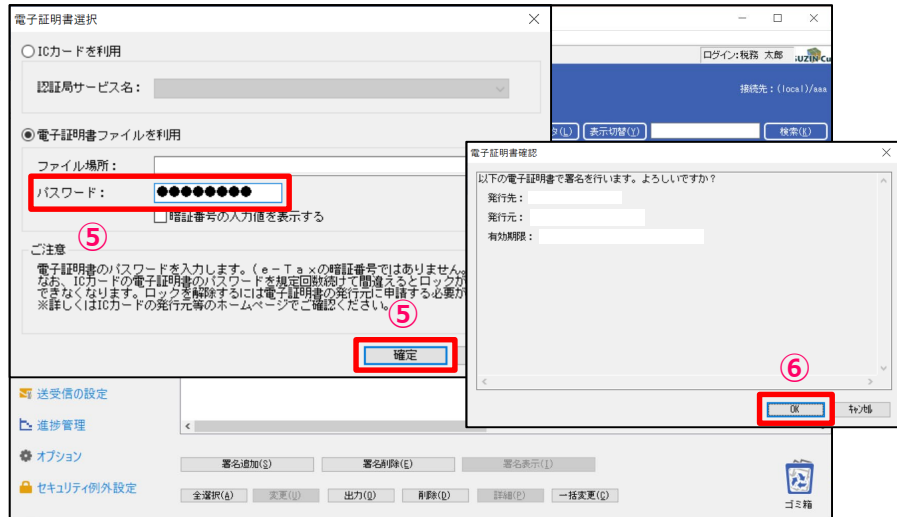 電子証明書選択
ICカードを利用
認証局サービス名:
電子証明書ファイルを利用
ファイル場所:
パスワード: ●●●●●●●●
暗証番号の入力値を表示する
⑤
ご注意
電子証明書のパスワードを入力します。(e-Taxの暗証番号ではありません。
なお、ICカードの電子証明書のパスワードを規定回数続けて間違えるとロックが
できなくなります。ロックを解除するには電子証明書の発行元に申請する必要が
※詳しくはICカードの発行元等のホームページでご確認ください。
⑤
確定
ログイン:税務 太郎
接続先:(local)/aaa
(L) 表示切替(Y) 検索(K)
電子証明書確認
以下の電子証明書で署名を行います。よろしいですか?
発行先:
発行元:
有効期限:
⑥
OK キャンセル
送受信の設定
進捗管理
オプション
セキュリティ例外設定
署名追加(S) 署名削除(E) 署名表示(I)
全選択(A) 変更(U) 出力(O) 削除(D) 詳細(P) 一括変更(C)
ゴミ箱